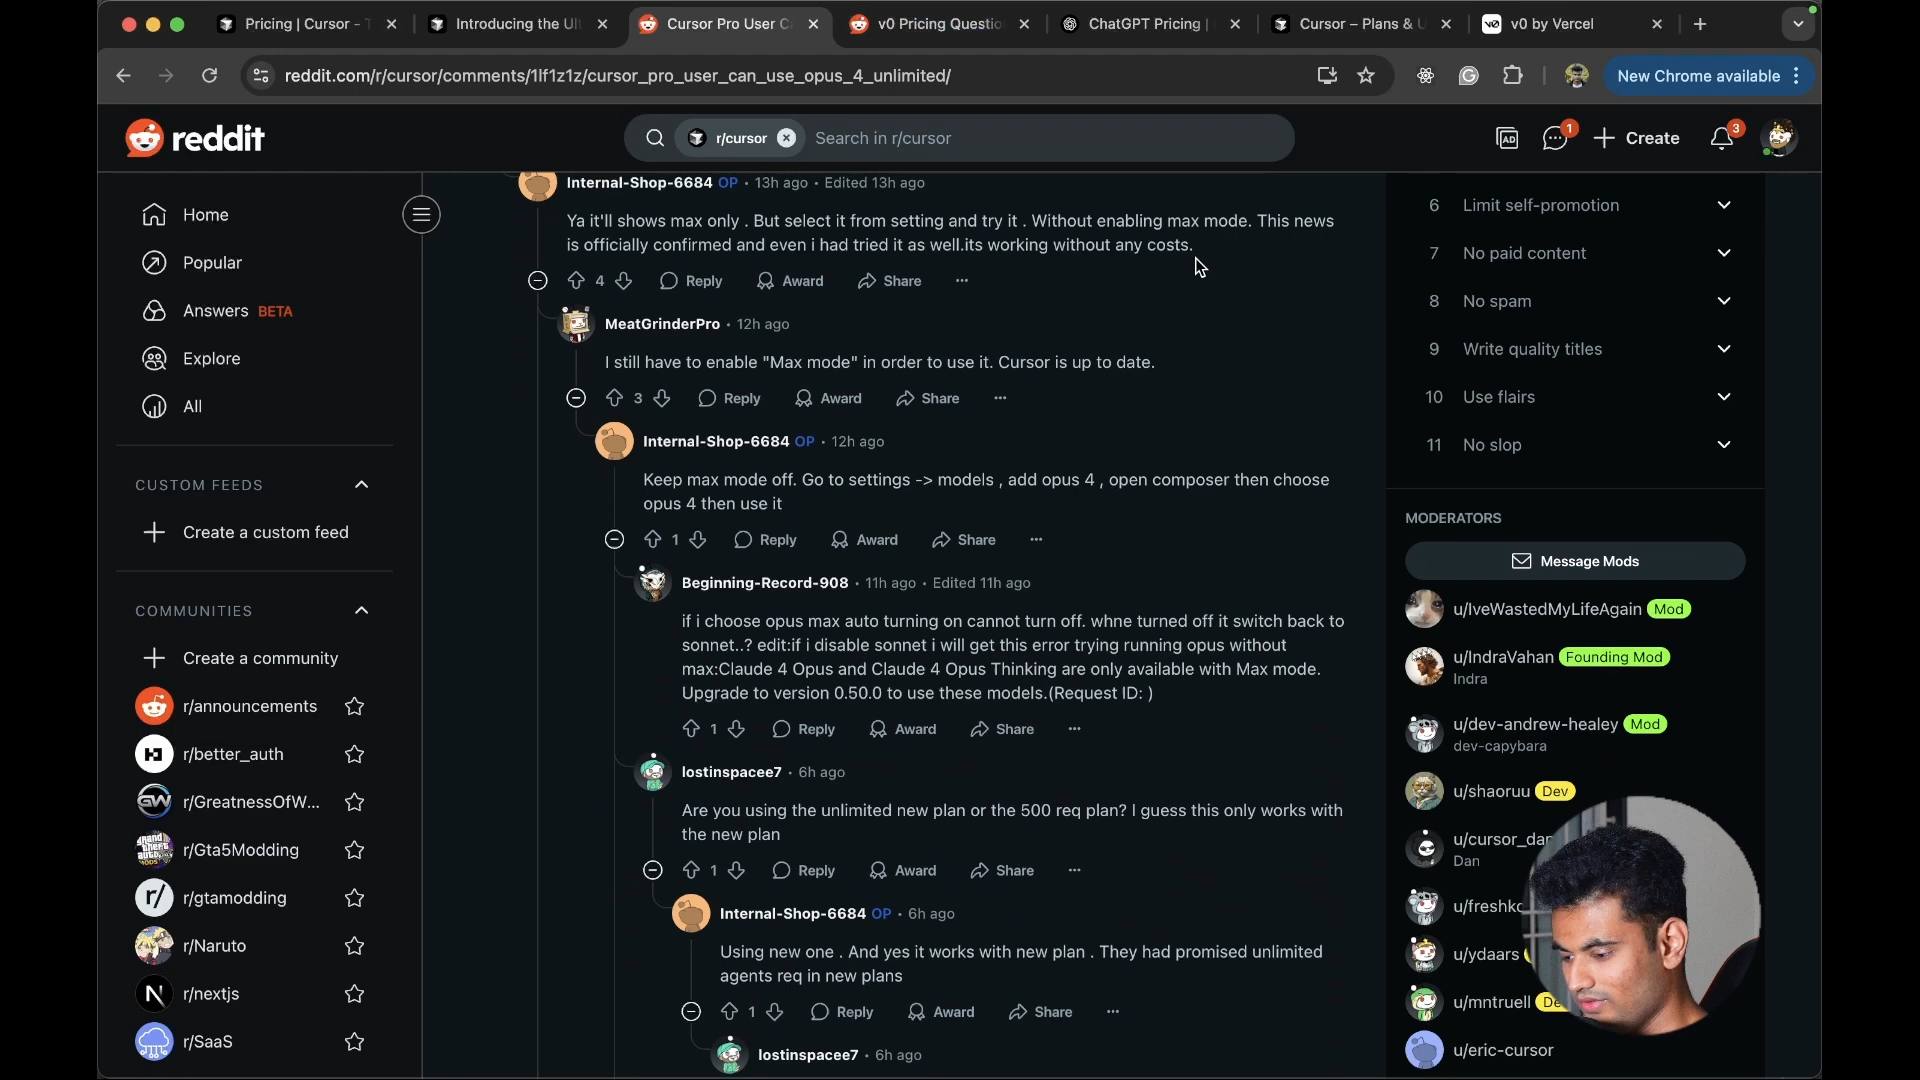 Pricing | Cursor - T
Introducing the Ul
Cursor Pro User C
v0 Pricing Questio
ChatGPT Pricing |
Cursor – Plans & U
v0 by Vercel
reddit.com/r/cursor/comments/1lf1z1z/cursor_pro_user_can_use_opus_4_unlimited/
New Chrome available
reddit
r/cursor
Search in r/cursor
AD
1
Create
3
Home
Popular
Answers BETA
Explore
All
CUSTOM FEEDS
Create a custom feed
COMMUNITIES
Create a community
r/announcements
r/better_auth
r/GreatnessOfW...
r/Gta5Modding
r/gtamodding
r/Naruto
r/nextjs
r/SaaS
Internal-Shop-6684 OP • 13h ago • Edited 13h ago
Ya it'll shows max only . But select it from setting and try it . Without enabling max mode. This news
is officially confirmed and even i had tried it as well.its working without any costs.
4 Reply Award Share
MeatGrinderPro • 12h ago
I still have to enable "Max mode" in order to use it. Cursor is up to date.
3 Reply Award Share
Internal-Shop-6684 OP • 12h ago
Keep max mode off. Go to settings -> models , add opus 4 , open composer then choose
opus 4 then use it
1 Reply Award Share
Beginning-Record-908 • 11h ago • Edited 11h ago
if i choose opus max auto turning on cannot turn off. whne turned off it switch back to
sonnet..? edit:if i disable sonnet i will get this error trying running opus without
max:Claude 4 Opus and Claude 4 Opus Thinking are only available with Max mode.
Upgrade to version 0.50.0 to use these models.(Request ID: )
1 Reply Award Share
lostinspacee7 • 6h ago
Are you using the unlimited new plan or the 500 req plan? I guess this only works with
the new plan
1 Reply Award Share
Internal-Shop-6684 OP • 6h ago
Using new one . And yes it works with new plan . They had promised unlimited
agents req in new plans
1 Reply Award Share
lostinspacee7 • 6h ago
6 Limit self-promotion
7 No paid content
8 No spam
9 Write quality titles
10 Use flairs
11 No slop
MODERATORS
Message Mods
u/IveWastedMyLifeAgain Mod
u/IndraVahan Founding Mod
Indra
u/dev-andrew-healey Mod
dev-capybara
u/shaoruu Dev
u/cursor_dan
Dan
u/ydaars
u/mntruell De
u/eric-cursor